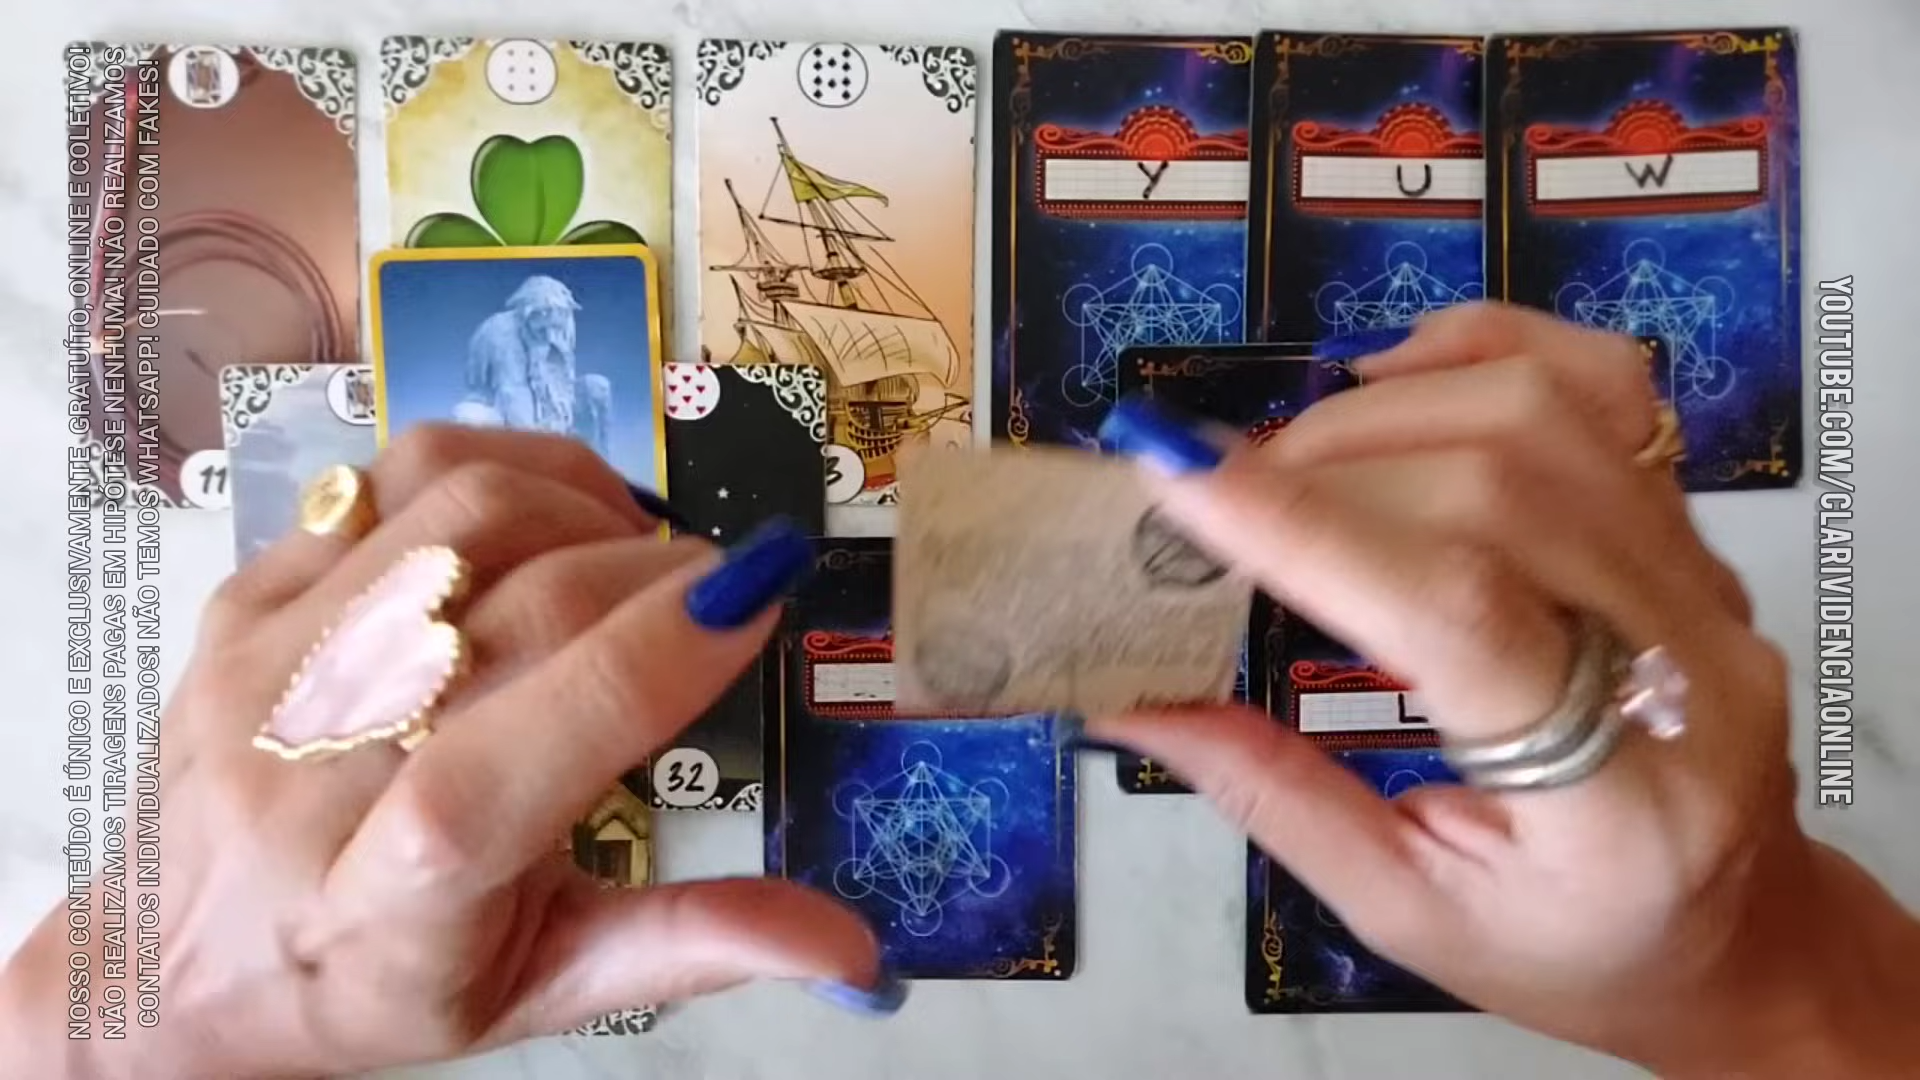 NOSSO CONTEÚDO É ÚNICO E EXCLUSIVAMENTE GRATUÍTO, ONLINE E COLETIVO!
NÃO REALIZAMOS TIRAGENS PAGAS EM HIPÓTESE NENHUMA! NÃO REALIZAMOS
CONTATOS INDIVIDUALIZADOS! NÃO TEMOS WHATSAPP! CUIDADO COM FAKES!
Y
U
W
11
3
32
L
YOUTUBE.COM/CLARIVIDENCIAONLINE